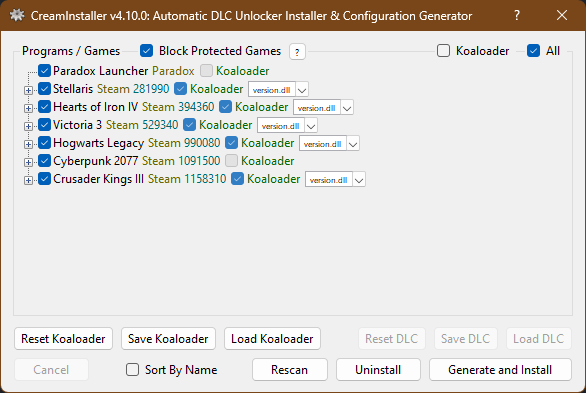 CreamInstaller v4.10.0: Automatic DLC Unlocker Installer & Configuration Generator ? ×
Programs / Games Block Protected Games ? Koaloader All
Paradox Launcher Paradox Koaloader
Stellaris Steam 281990 Koaloader version.dll
Hearts of Iron IV Steam 394360 Koaloader version.dll
Victoria 3 Steam 529340 Koaloader version.dll
Hogwarts Legacy Steam 990080 Koaloader version.dll
Cyberpunk 2077 Steam 1091500 Koaloader
Crusader Kings III Steam 1158310 Koaloader version.dll
Reset Koaloader Save Koaloader Load Koaloader Reset DLC Save DLC Load DLC
Cancel Sort By Name Rescan Uninstall Generate and Install